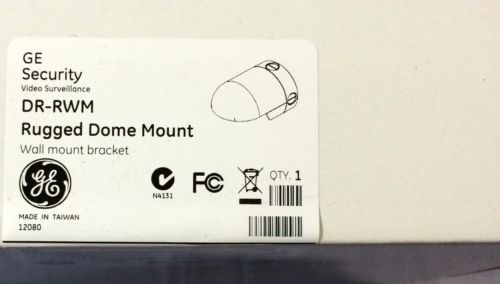 GE
Security
Video Surveillance
DR-RWM
Rugged Dome Mount
Wall mount bracket
GE
N4131
FC
QTY. 1
MADE IN TAIWAN
12080